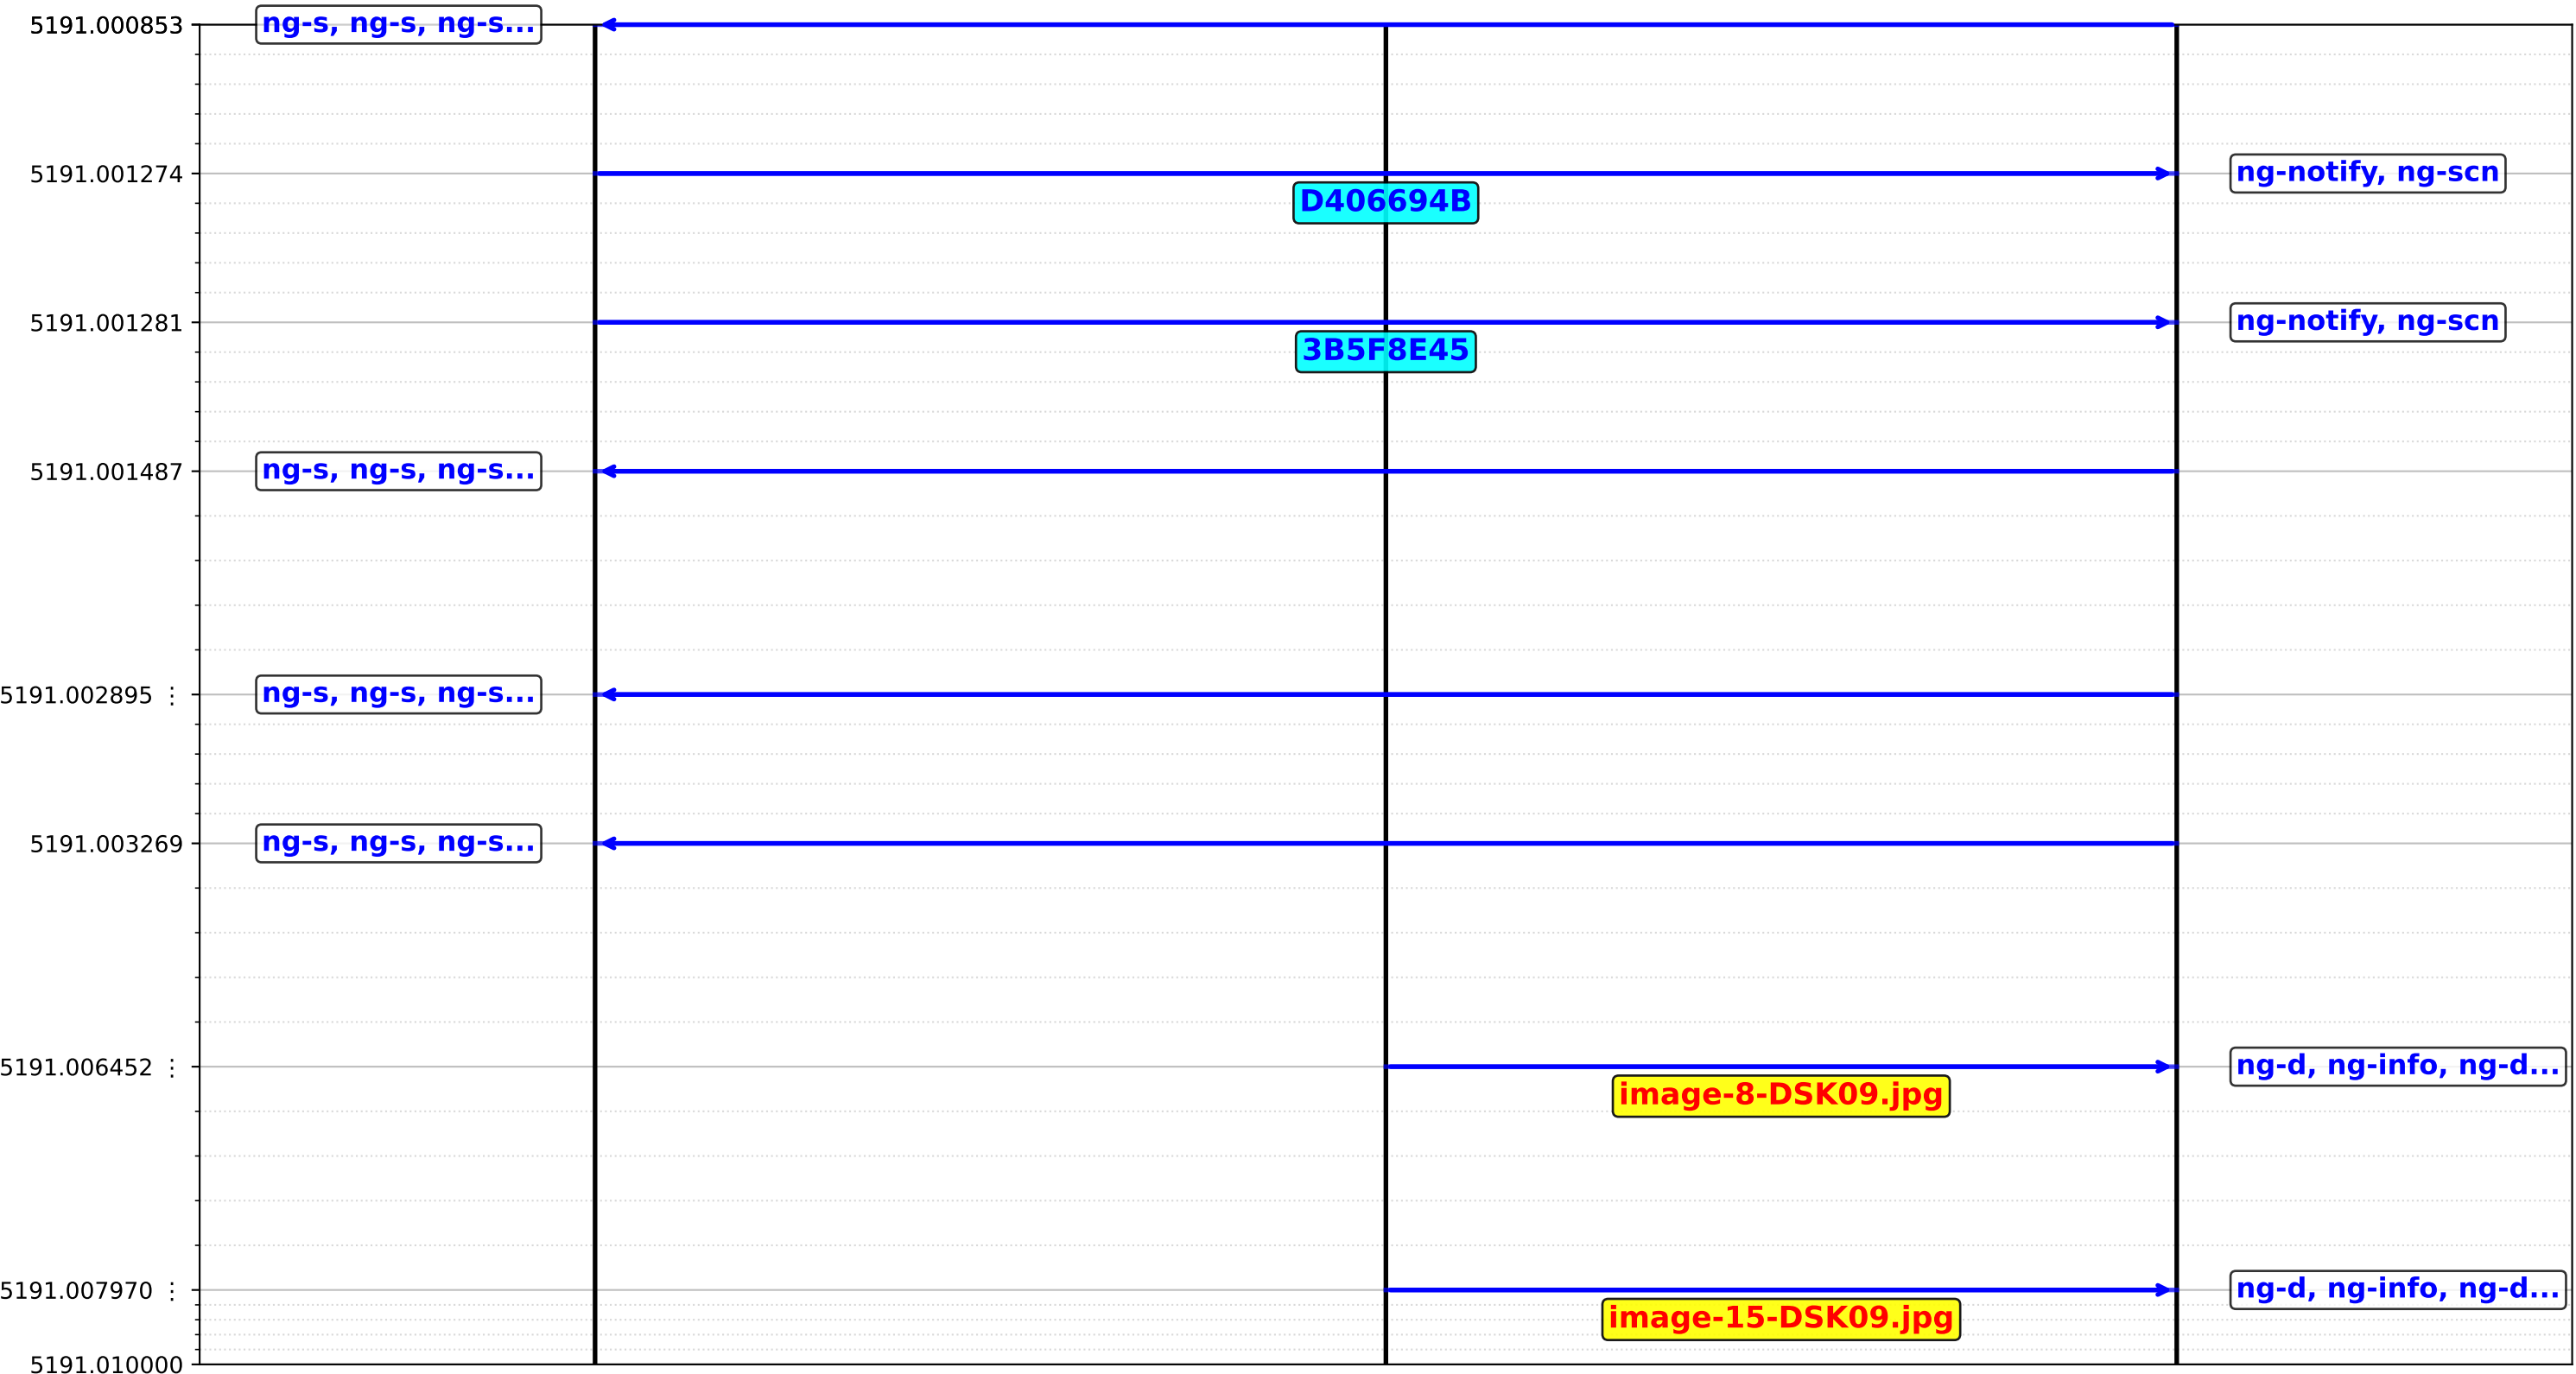 5191.000853 ng-s, ng-s, ng-s...
5191.001274 ng-notify, ng-scn
D406694B
5191.001281 ng-notify, ng-scn
3B5F8E45
5191.001487 ng-s, ng-s, ng-s...
5191.002895 ⋮ ng-s, ng-s, ng-s...
5191.003269 ng-s, ng-s, ng-s...
5191.006452 ⋮ ng-d, ng-info, ng-d...
image-8-DSK09.jpg
5191.007970 ⋮ ng-d, ng-info, ng-d...
image-15-DSK09.jpg
5191.010000